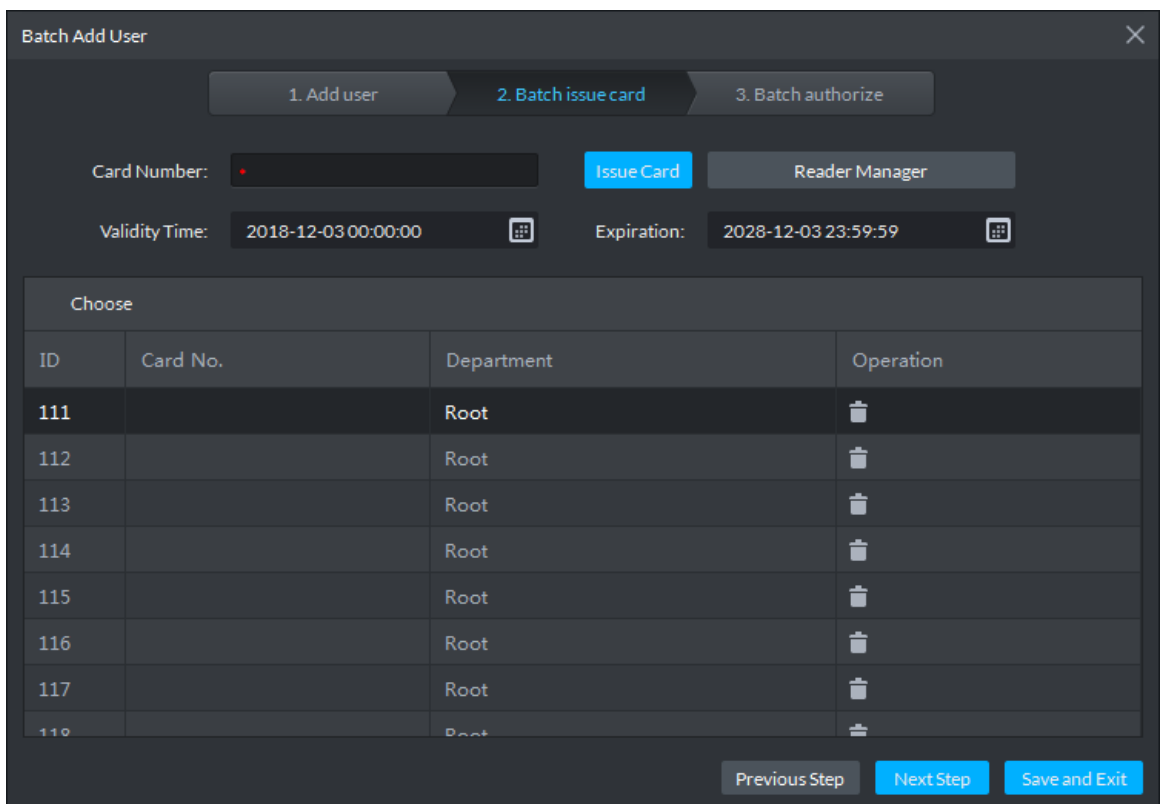 Batch Add User
1. Add user 2. Batch issue card 3. Batch authorize
Card Number: Issue Card Reader Manager
Validity Time: 2018-12-03 00:00:00 Expiration: 2028-12-03 23:59:59
Choose
ID Card No. Department Operation
111 Root
112 Root
113 Root
114 Root
115 Root
116 Root
117 Root
118 Root
Previous Step Next Step Save and Exit